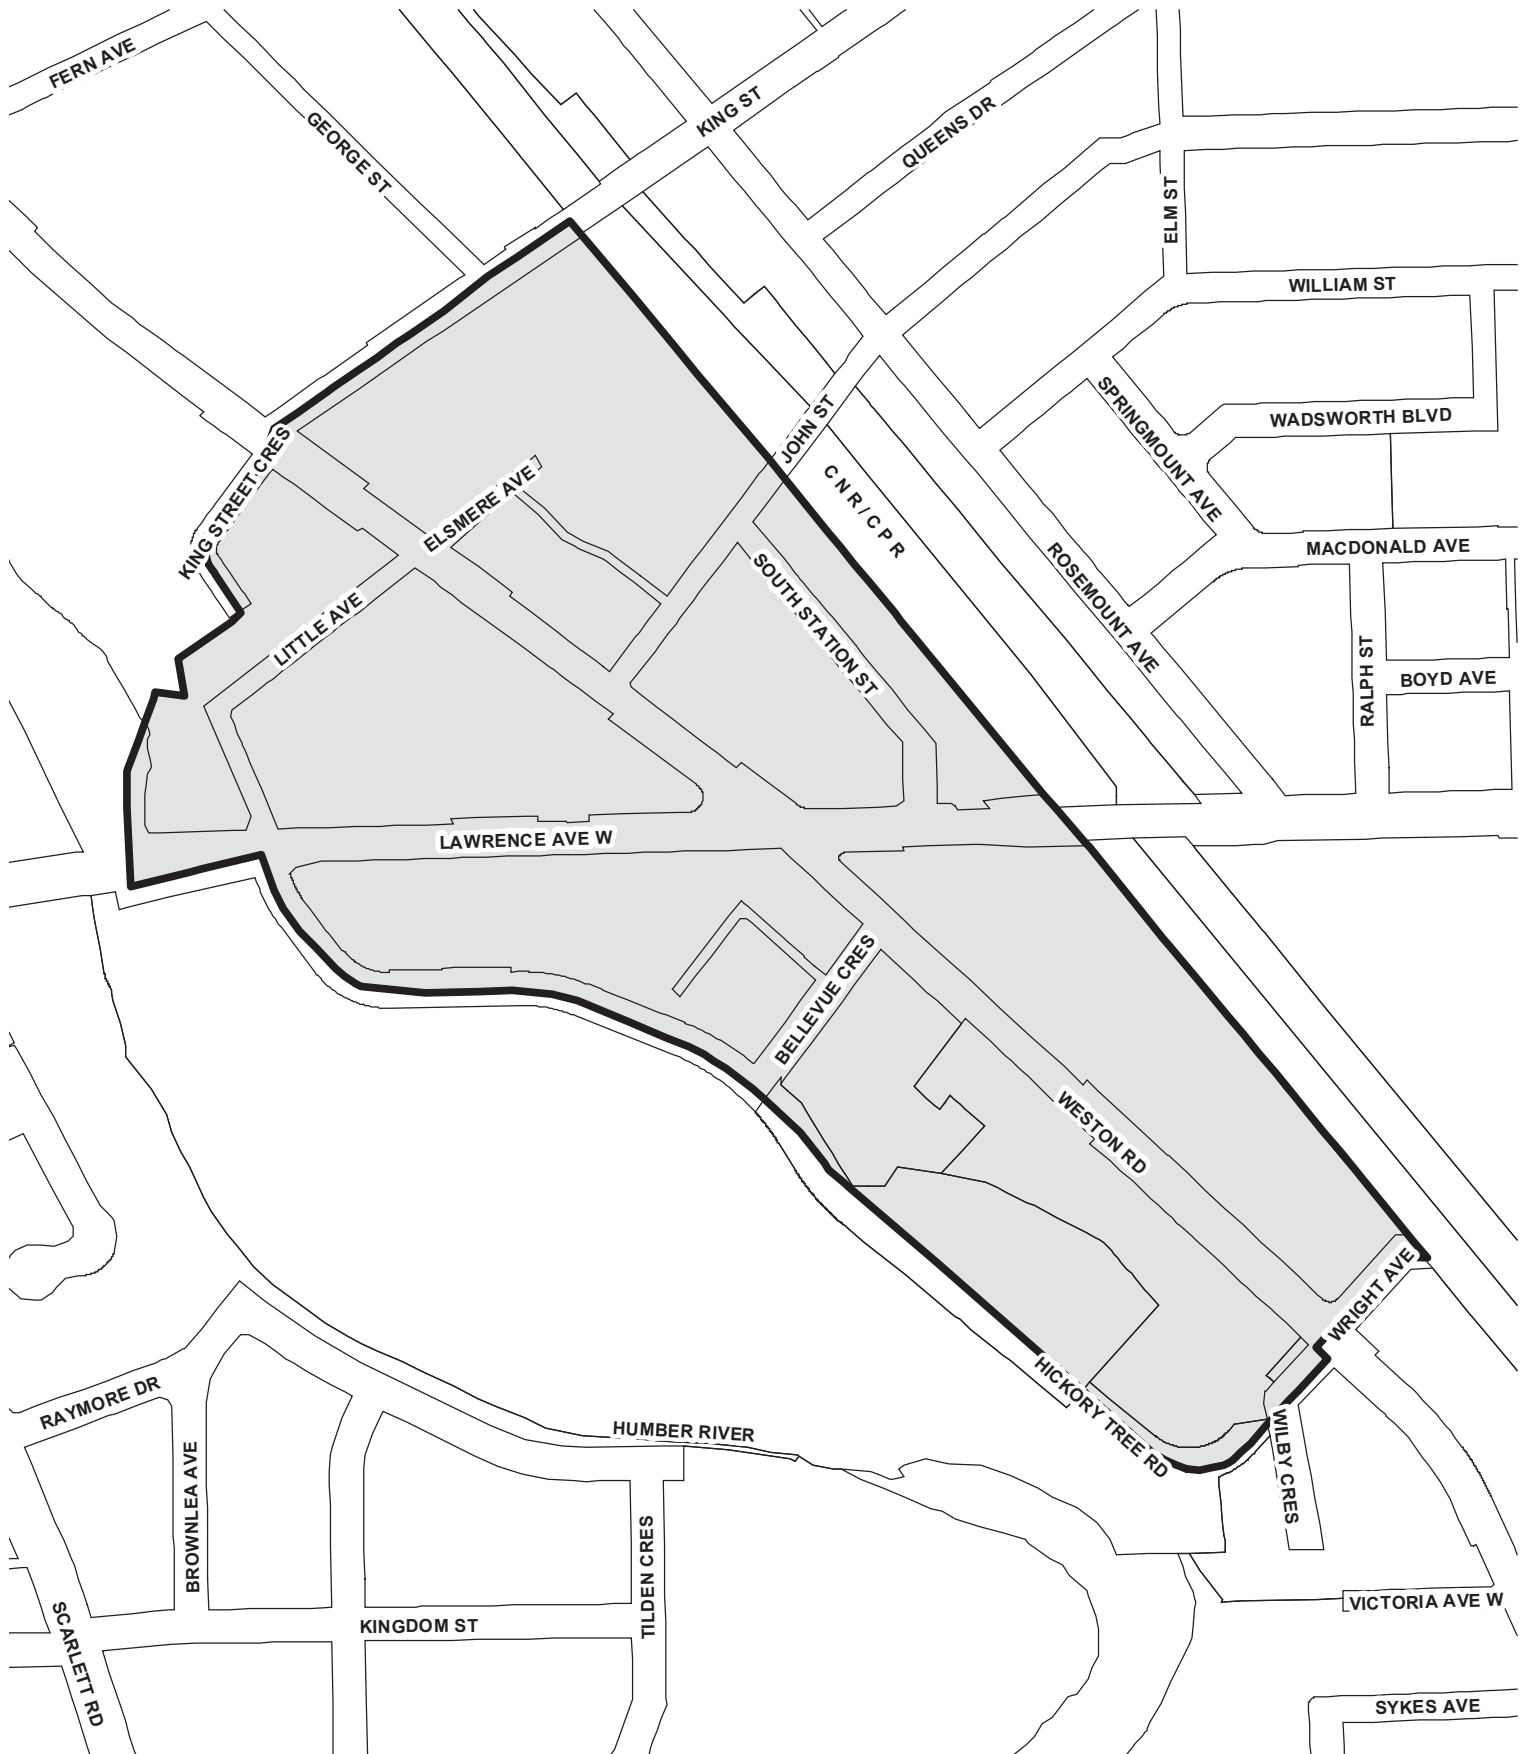 FERN AVE
GEORGE ST
KING ST
QUEENS DR
ELM ST
WILLIAM ST
JOHN ST
SPRINGMOUNT AVE
WADSWORTH BLVD
KING STREET CRES
ELSMERE AVE
CNR / CPR
MACDONALD AVE
LITTLE AVE
SOUTH STATION ST
ROSEMOUNT AVE
RALPH ST
BOYD AVE
LAWRENCE AVE W
BELLEVUE CRES
WESTON RD
WRIGHT AVE
HICKORY TREE RD
RAYMORE DR
HUMBER RIVER
WILBY CRES
BROWNLEA AVE
TILDEN CRES
SCARLETT RD
KINGDOM ST
VICTORIA AVE W
SYKES AVE